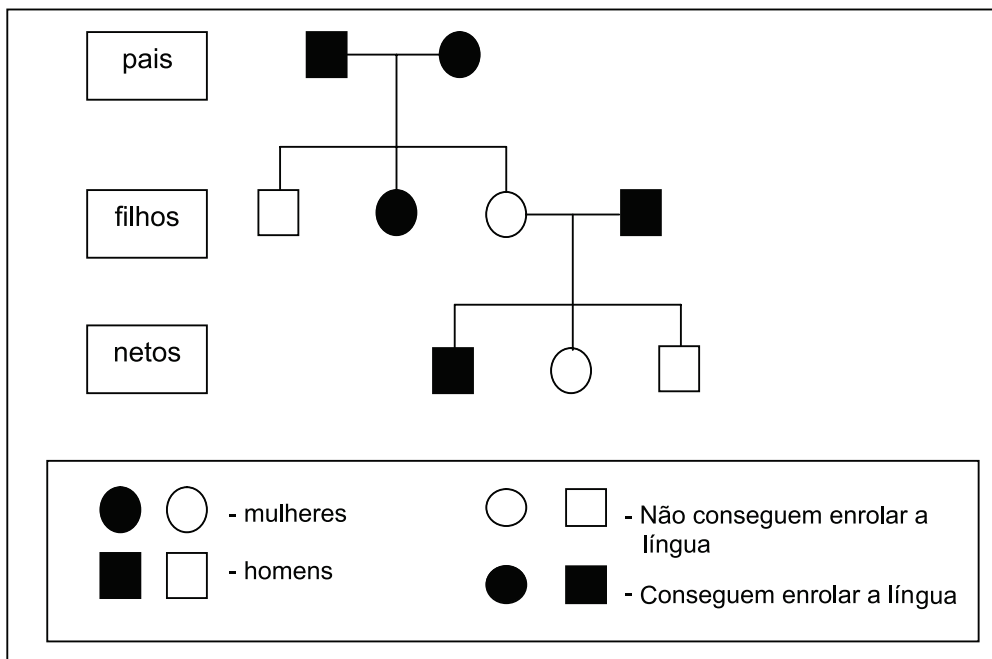 pais
filhos
netos
- mulheres
- homens
- Não conseguem enrolar a
língua
- Conseguem enrolar a língua